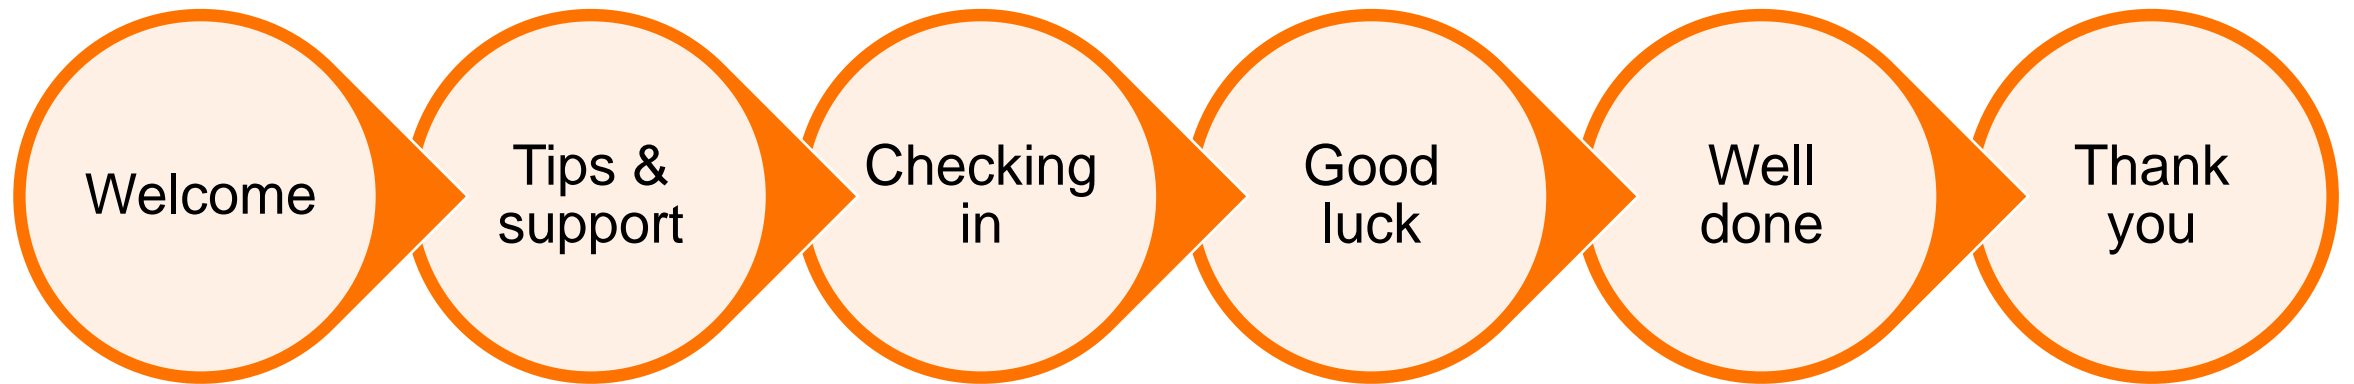 Welcome
Tips &
support
Checking
in
Good
luck
Well
done
Thank
you